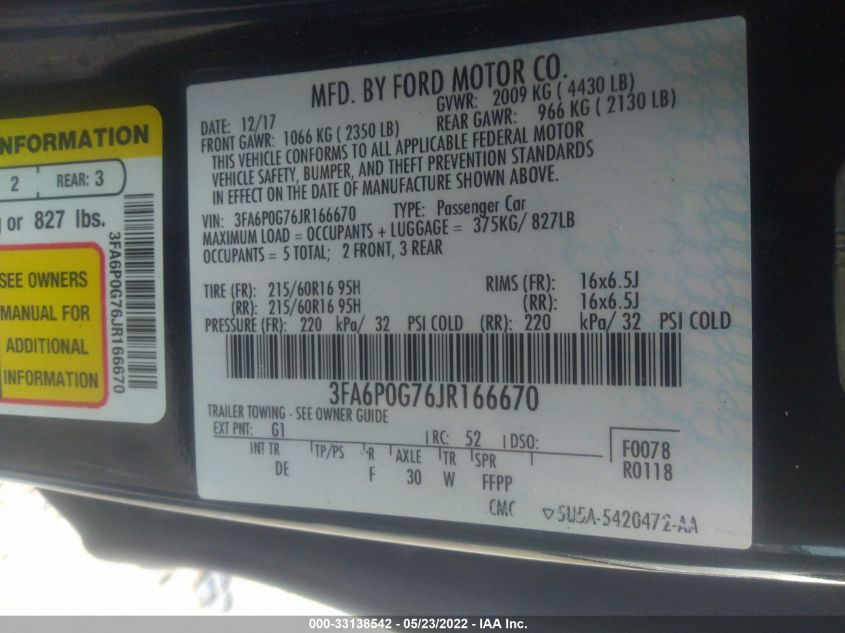 INFORMATION
2 REAR: 3
or 827 lbs.
SEE OWNERS
MANUAL FOR
ADDITIONAL
INFORMATION
3FA6P0G76JR166670
MFD. BY FORD MOTOR CO.
DATE: 12/17 GVWR: 2009 KG ( 4430 LB)
FRONT GAWR: 1066 KG ( 2350 LB) REAR GAWR: 966 KG ( 2130 LB)
THIS VEHICLE CONFORMS TO ALL APPLICABLE FEDERAL MOTOR
VEHICLE SAFETY, BUMPER, AND THEFT PREVENTION STANDARDS
IN EFFECT ON THE DATE OF MANUFACTURE SHOWN ABOVE.
VIN: 3FA6P0G76JR166670 TYPE: Passenger Car
MAXIMUM LOAD = OCCUPANTS + LUGGAGE = 375KG/ 827LB
OCCUPANTS = 5 TOTAL; 2 FRONT, 3 REAR
TIRE (FR): 215/60R16 95H RIMS (FR): 16x6.5J
(RR): 215/60R16 95H (RR): 16x6.5J
PRESSURE (FR): 220 kPa/ 32 PSI COLD (RR): 220 kPa/ 32 PSI COLD
3FA6P0G76JR166670
TRAILER TOWING - SEE OWNER GUIDE
EXT PNT: G1 RC: 52 DSO: F0078
INT TR TP/PS R AXLE TR SPR R0118
DE F 30 W FFPP
CMC ▽5U5A-5420472-AA
000-33138542 - 05/23/2022 - IAA Inc.